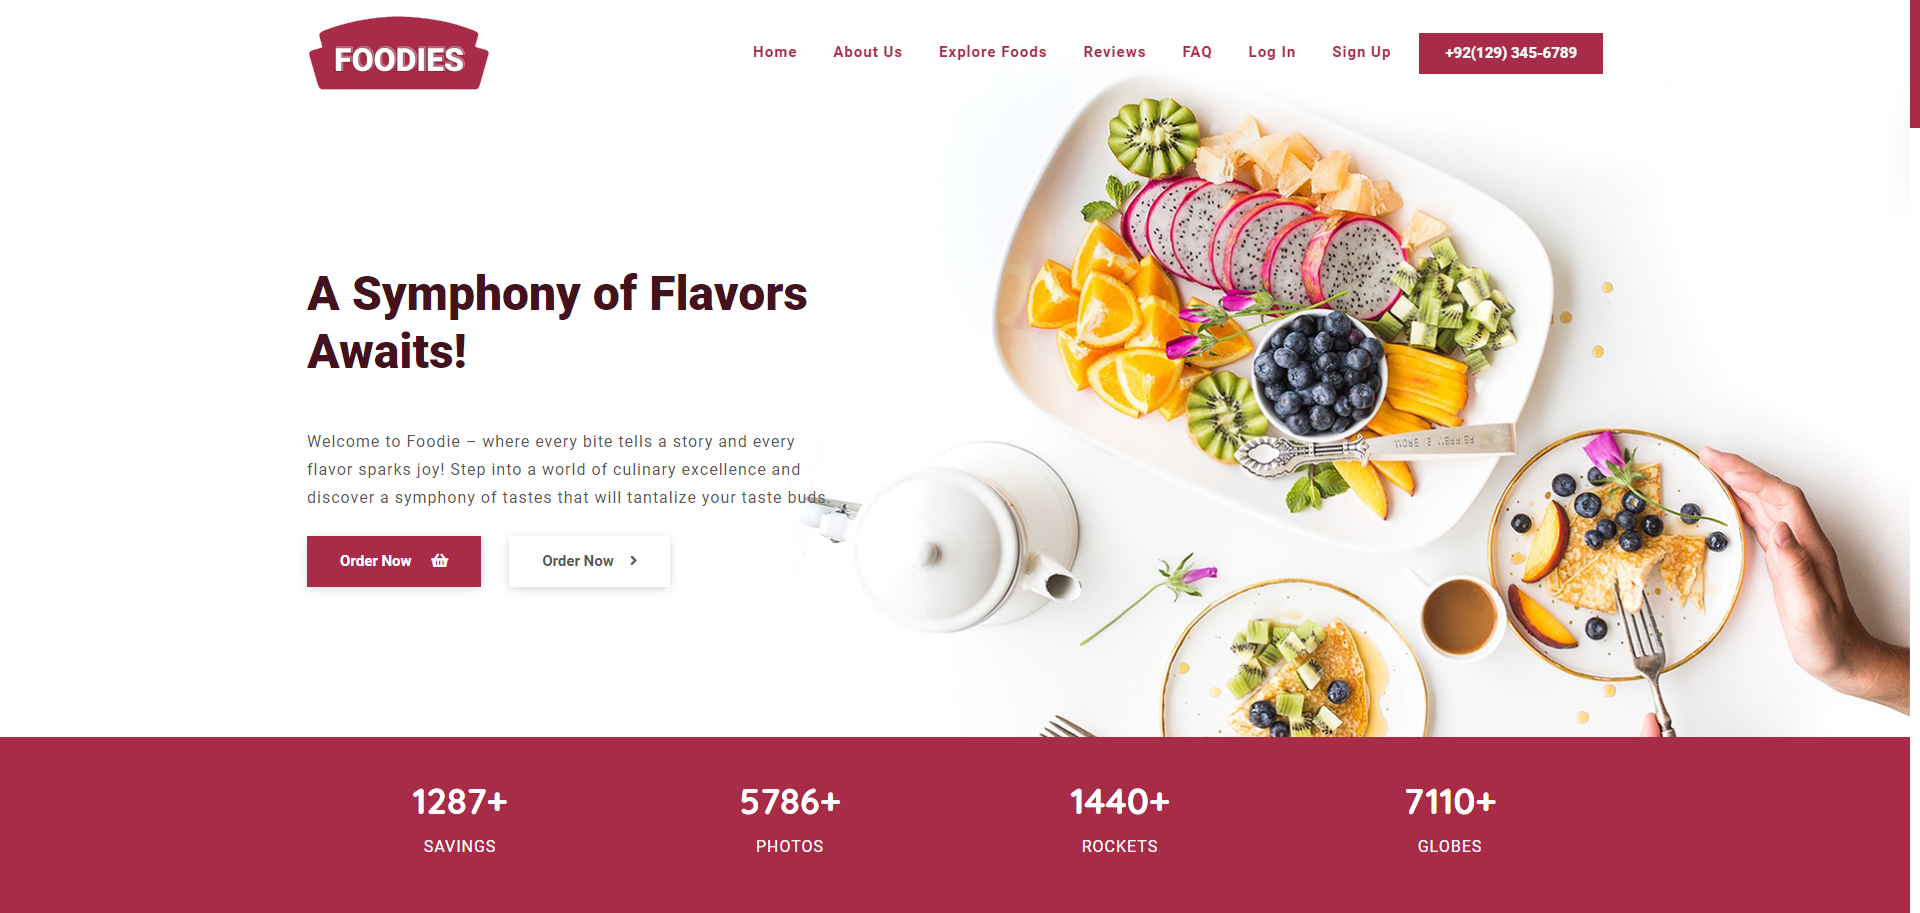 FOODIES
Home About Us Explore Foods Reviews FAQ Log In Sign Up +92(129) 345-6789
A Symphony of Flavors
Awaits!
Welcome to Foodie – where every bite tells a story and every
flavor sparks joy! Step into a world of culinary excellence and
discover a symphony of tastes that will tantalize your taste buds.
Order Now Order Now
1287+ 5786+ 1440+ 7110+
SAVINGS PHOTOS ROCKETS GLOBES